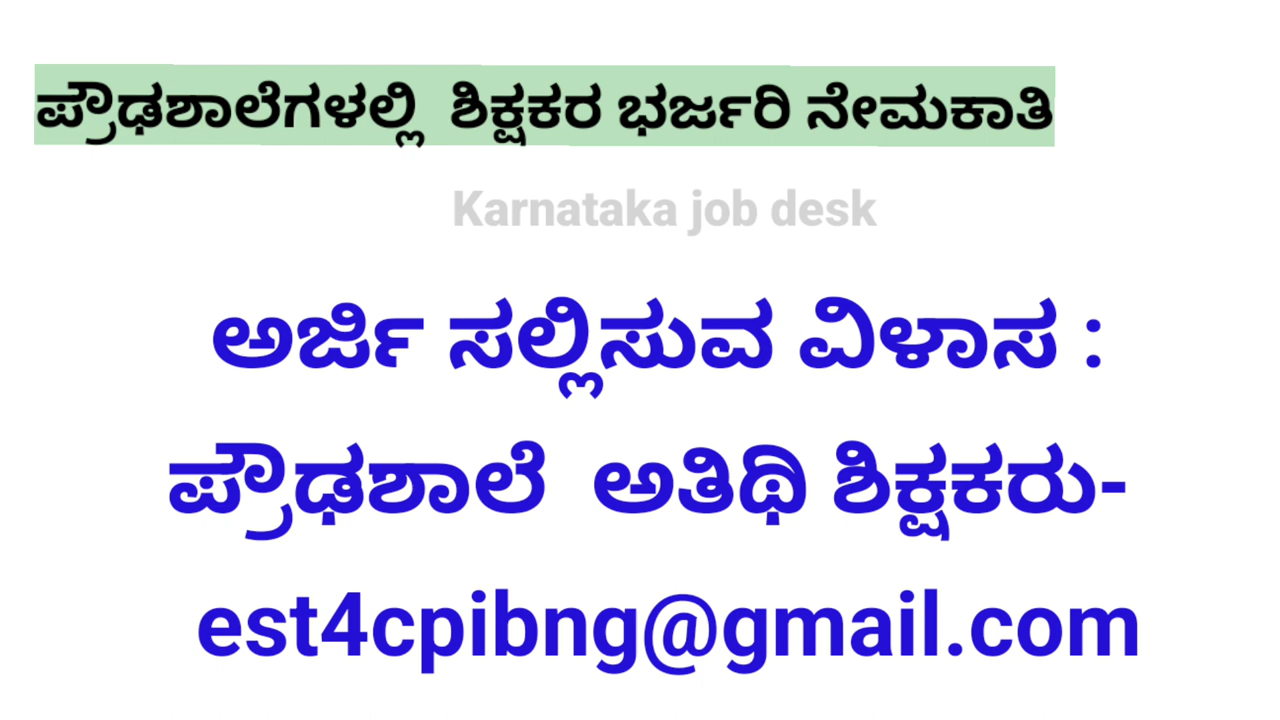 ಪ್ರೌಢಶಾಲೆಗಳಲ್ಲಿ ಶಿಕ್ಷಕರ ಭರ್ಜರಿ ನೇಮಕಾತಿ
Karnataka job desk
ಅರ್ಜಿ ಸಲ್ಲಿಸುವ ವಿಳಾಸ :
ಪ್ರೌಢಶಾಲೆ ಅತಿಥಿ ಶಿಕ್ಷಕರು-
est4cpibng@gmail.com